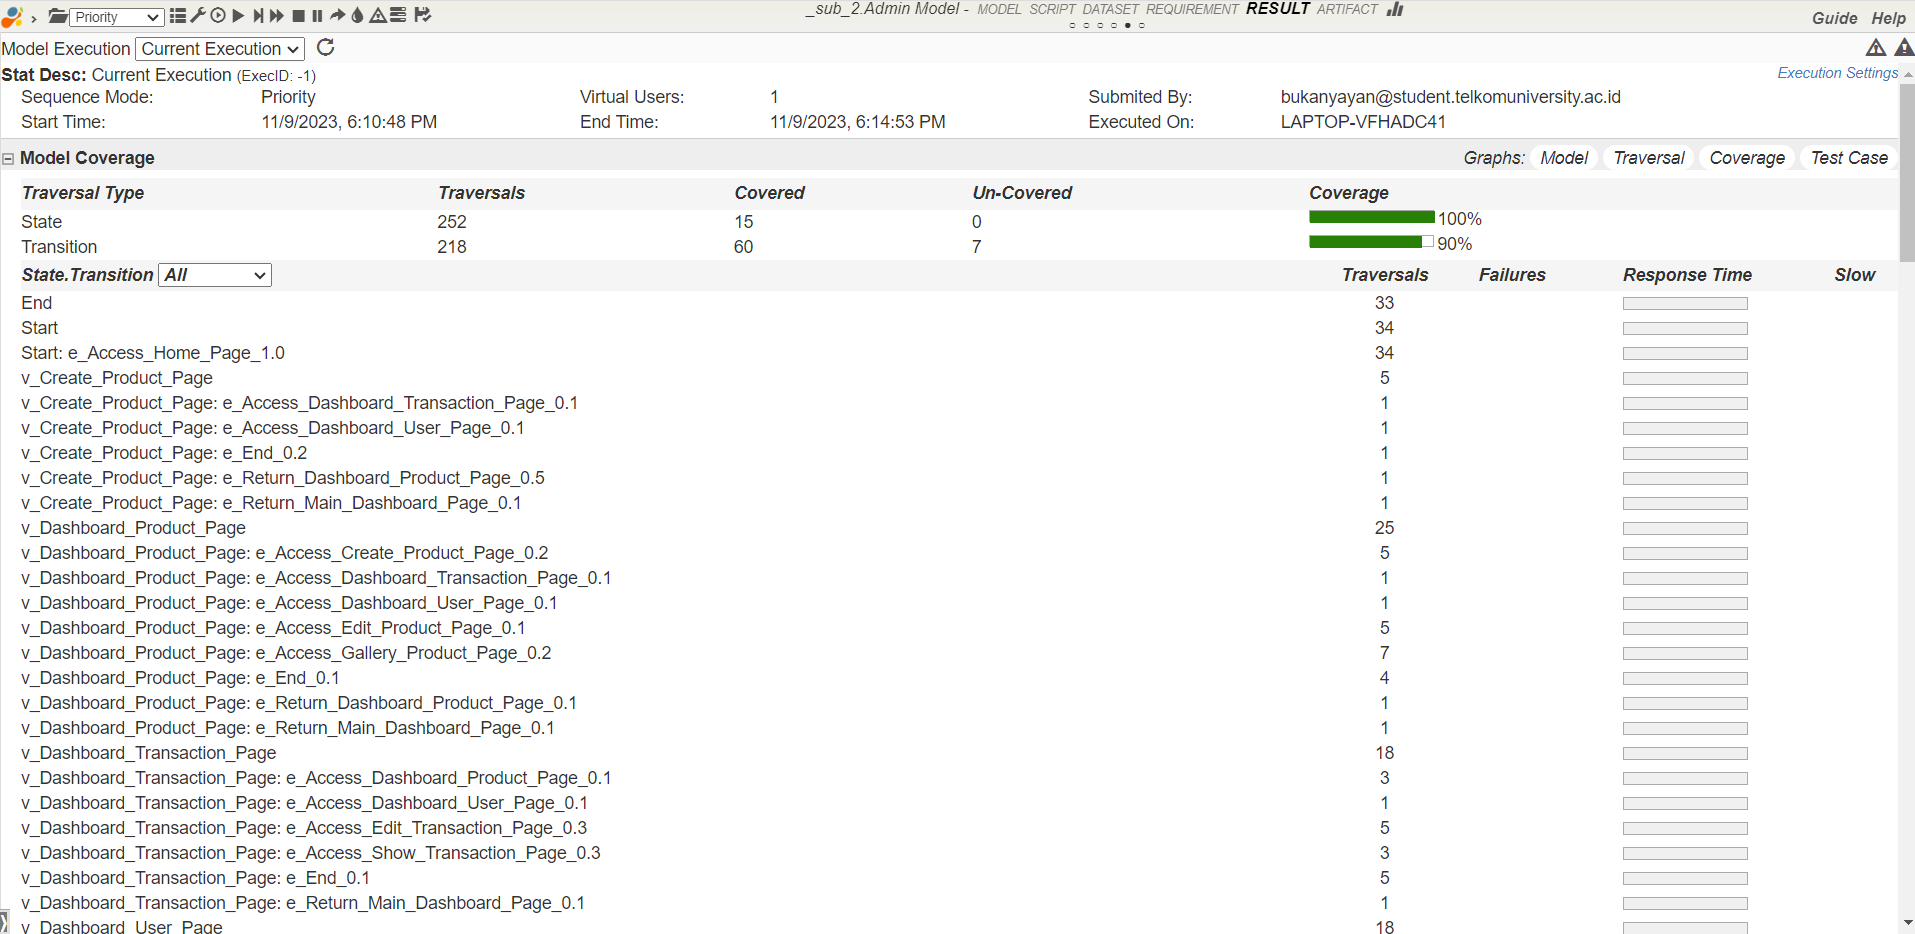 Priority
_sub_2.Admin Model - MODEL SCRIPT DATASET REQUIREMENT RESULT ARTIFACT
Guide Help
Model Execution Current Execution
Stat Desc: Current Execution (ExecID: -1)
Execution Settings
Sequence Mode: Priority Virtual Users: 1 Submited By: bukanyayan@student.telkomuniversity.ac.id
Start Time: 11/9/2023, 6:10:48 PM End Time: 11/9/2023, 6:14:53 PM Executed On: LAPTOP-VFHADC41
Model Coverage Graphs: Model Traversal Coverage Test Case
Traversal Type Traversals Covered Un-Covered Coverage
State 252 15 0 100%
Transition 218 60 7 90%
State.Transition All Traversals Failures Response Time Slow
End 33
Start 34
Start: e_Access_Home_Page_1.0 34
v_Create_Product_Page 5
v_Create_Product_Page: e_Access_Dashboard_Transaction_Page_0.1 1
v_Create_Product_Page: e_Access_Dashboard_User_Page_0.1 1
v_Create_Product_Page: e_End_0.2 1
v_Create_Product_Page: e_Return_Dashboard_Product_Page_0.5 1
v_Create_Product_Page: e_Return_Main_Dashboard_Page_0.1 1
v_Dashboard_Product_Page 25
v_Dashboard_Product_Page: e_Access_Create_Product_Page_0.2 5
v_Dashboard_Product_Page: e_Access_Dashboard_Transaction_Page_0.1 1
v_Dashboard_Product_Page: e_Access_Dashboard_User_Page_0.1 1
v_Dashboard_Product_Page: e_Access_Edit_Product_Page_0.1 5
v_Dashboard_Product_Page: e_Access_Gallery_Product_Page_0.2 7
v_Dashboard_Product_Page: e_End_0.1 4
v_Dashboard_Product_Page: e_Return_Dashboard_Product_Page_0.1 1
v_Dashboard_Product_Page: e_Return_Main_Dashboard_Page_0.1 1
v_Dashboard_Transaction_Page 18
v_Dashboard_Transaction_Page: e_Access_Dashboard_Product_Page_0.1 3
v_Dashboard_Transaction_Page: e_Access_Dashboard_User_Page_0.1 1
v_Dashboard_Transaction_Page: e_Access_Edit_Transaction_Page_0.3 5
v_Dashboard_Transaction_Page: e_Access_Show_Transaction_Page_0.3 3
v_Dashboard_Transaction_Page: e_End_0.1 5
v_Dashboard_Transaction_Page: e_Return_Main_Dashboard_Page_0.1 1
v_Dashboard_User_Page 18